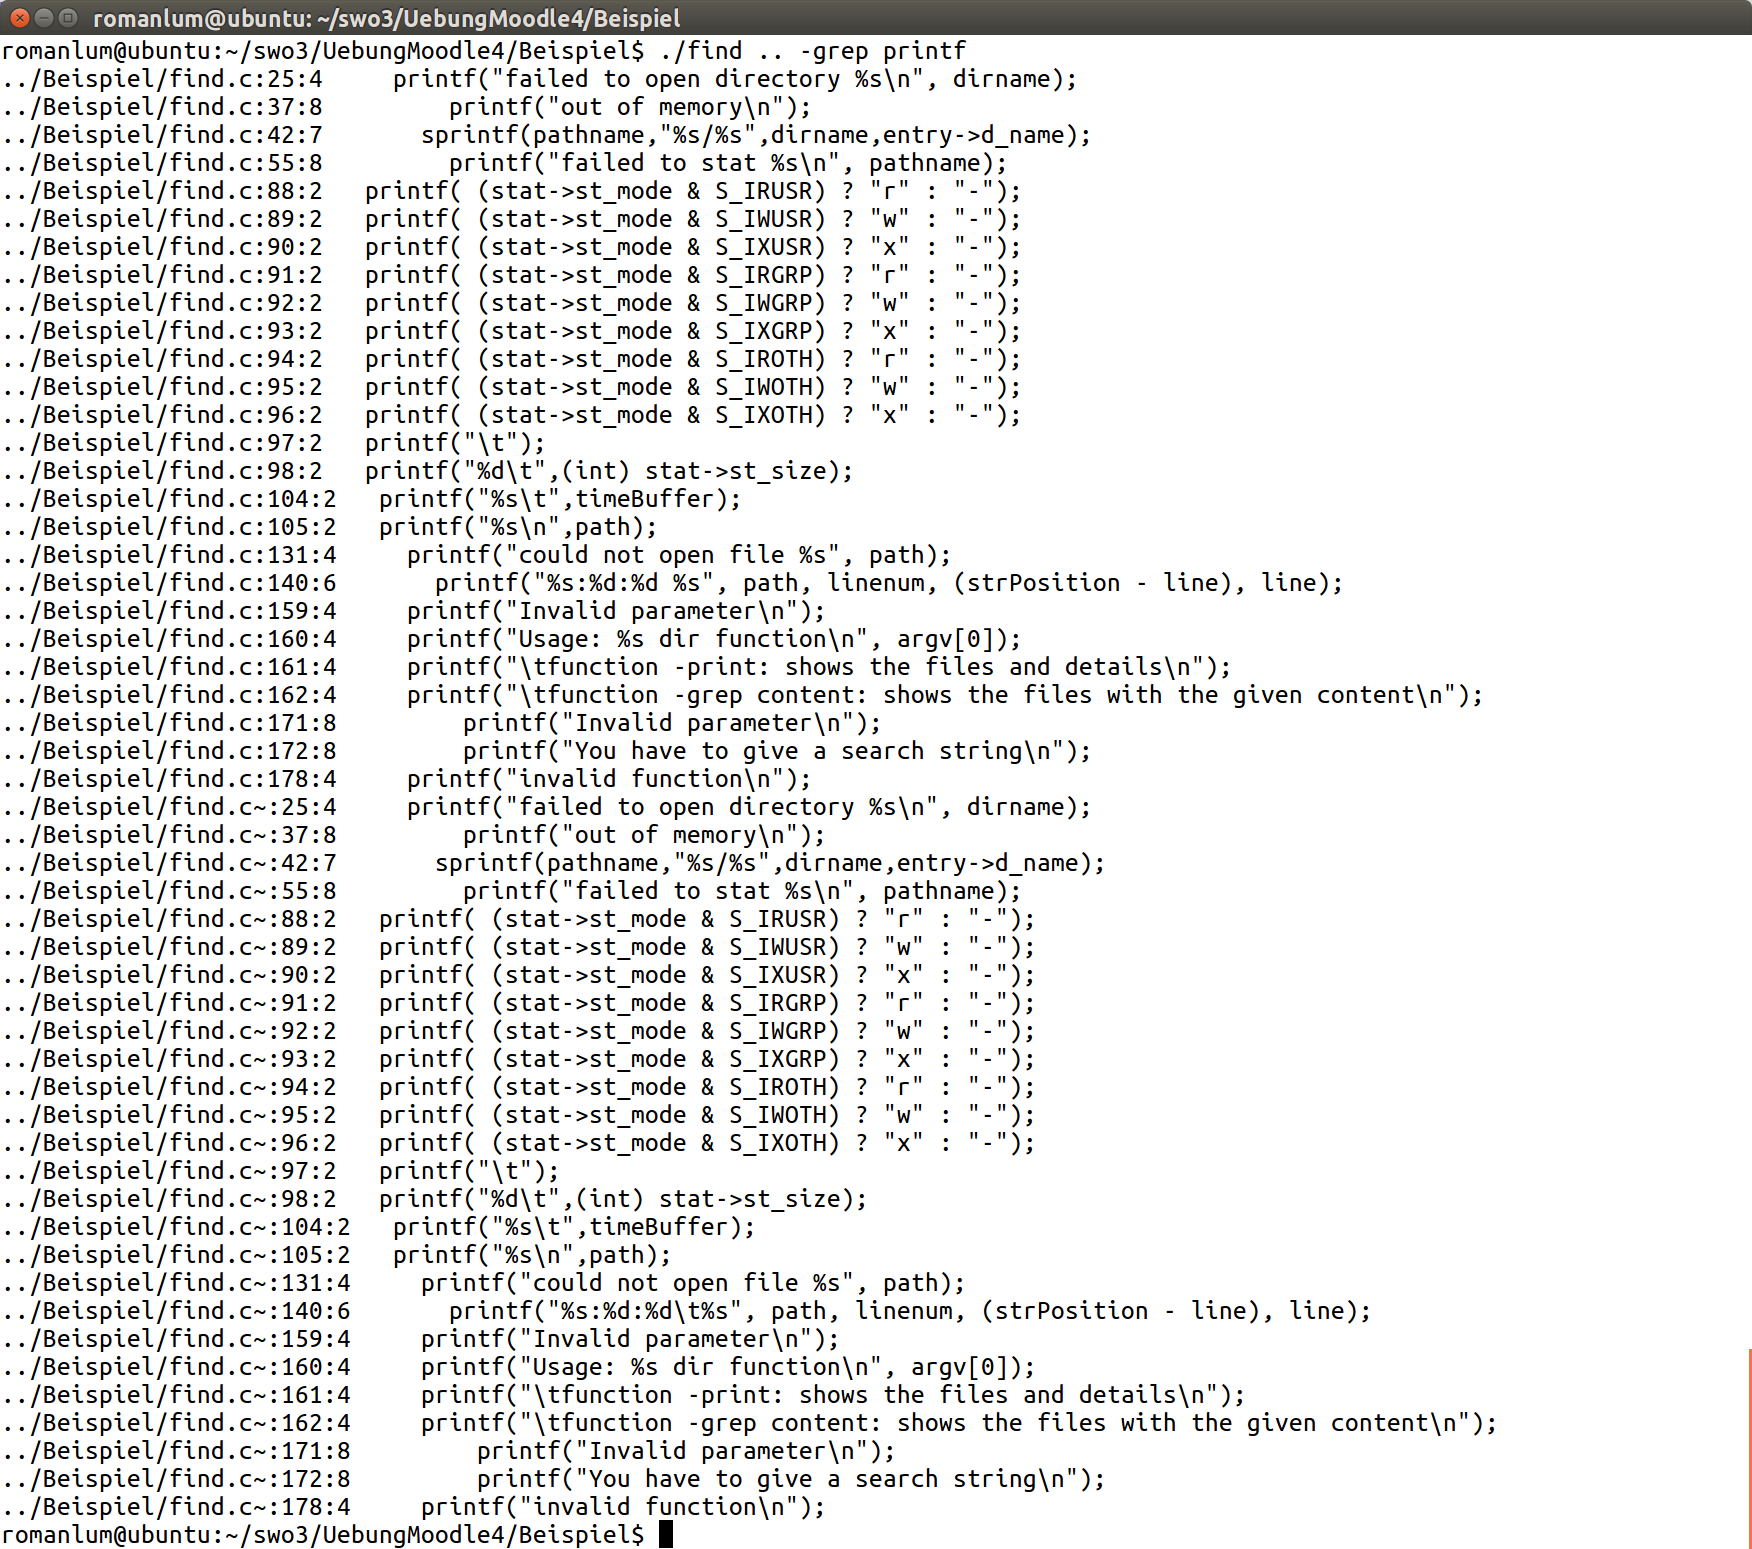 romanlum@ubuntu: ~/swo3/UebungMoodle4/Beispiel
romanlum@ubuntu:~/swo3/UebungMoodle4/Beispiel$ ./find .. -grep printf
../Beispiel/find.c:25:4     printf("failed to open directory %s\n", dirname);
../Beispiel/find.c:37:8         printf("out of memory\n");
../Beispiel/find.c:42:7       sprintf(pathname,"%s/%s",dirname,entry->d_name);
../Beispiel/find.c:55:8         printf("failed to stat %s\n", pathname);
../Beispiel/find.c:88:2   printf( (stat->st_mode & S_IRUSR) ? "r" : "-");
../Beispiel/find.c:89:2   printf( (stat->st_mode & S_IWUSR) ? "w" : "-");
../Beispiel/find.c:90:2   printf( (stat->st_mode & S_IXUSR) ? "x" : "-");
../Beispiel/find.c:91:2   printf( (stat->st_mode & S_IRGRP) ? "r" : "-");
../Beispiel/find.c:92:2   printf( (stat->st_mode & S_IWGRP) ? "w" : "-");
../Beispiel/find.c:93:2   printf( (stat->st_mode & S_IXGRP) ? "x" : "-");
../Beispiel/find.c:94:2   printf( (stat->st_mode & S_IROTH) ? "r" : "-");
../Beispiel/find.c:95:2   printf( (stat->st_mode & S_IWOTH) ? "w" : "-");
../Beispiel/find.c:96:2   printf( (stat->st_mode & S_IXOTH) ? "x" : "-");
../Beispiel/find.c:97:2   printf("\t");
../Beispiel/find.c:98:2   printf("%d\t",(int) stat->st_size);
../Beispiel/find.c:104:2   printf("%s\t",timeBuffer);
../Beispiel/find.c:105:2   printf("%s\n",path);
../Beispiel/find.c:131:4     printf("could not open file %s", path);
../Beispiel/find.c:140:6       printf("%s:%d:%d %s", path, linenum, (strPosition - line), line);
../Beispiel/find.c:159:4     printf("Invalid parameter\n");
../Beispiel/find.c:160:4     printf("Usage: %s dir function\n", argv[0]);
../Beispiel/find.c:161:4     printf("\tfunction -print: shows the files and details\n");
../Beispiel/find.c:162:4     printf("\tfunction -grep content: shows the files with the given content\n");
../Beispiel/find.c:171:8         printf("Invalid parameter\n");
../Beispiel/find.c:172:8         printf("You have to give a search string\n");
../Beispiel/find.c:178:4     printf("invalid function\n");
../Beispiel/find.c~:25:4     printf("failed to open directory %s\n", dirname);
../Beispiel/find.c~:37:8         printf("out of memory\n");
../Beispiel/find.c~:42:7       sprintf(pathname,"%s/%s",dirname,entry->d_name);
../Beispiel/find.c~:55:8         printf("failed to stat %s\n", pathname);
../Beispiel/find.c~:88:2   printf( (stat->st_mode & S_IRUSR) ? "r" : "-");
../Beispiel/find.c~:89:2   printf( (stat->st_mode & S_IWUSR) ? "w" : "-");
../Beispiel/find.c~:90:2   printf( (stat->st_mode & S_IXUSR) ? "x" : "-");
../Beispiel/find.c~:91:2   printf( (stat->st_mode & S_IRGRP) ? "r" : "-");
../Beispiel/find.c~:92:2   printf( (stat->st_mode & S_IWGRP) ? "w" : "-");
../Beispiel/find.c~:93:2   printf( (stat->st_mode & S_IXGRP) ? "x" : "-");
../Beispiel/find.c~:94:2   printf( (stat->st_mode & S_IROTH) ? "r" : "-");
../Beispiel/find.c~:95:2   printf( (stat->st_mode & S_IWOTH) ? "w" : "-");
../Beispiel/find.c~:96:2   printf( (stat->st_mode & S_IXOTH) ? "x" : "-");
../Beispiel/find.c~:97:2   printf("\t");
../Beispiel/find.c~:98:2   printf("%d\t",(int) stat->st_size);
../Beispiel/find.c~:104:2   printf("%s\t",timeBuffer);
../Beispiel/find.c~:105:2   printf("%s\n",path);
../Beispiel/find.c~:131:4     printf("could not open file %s", path);
../Beispiel/find.c~:140:6       printf("%s:%d:%d\t%s", path, linenum, (strPosition - line), line);
../Beispiel/find.c~:159:4     printf("Invalid parameter\n");
../Beispiel/find.c~:160:4     printf("Usage: %s dir function\n", argv[0]);
../Beispiel/find.c~:161:4     printf("\tfunction -print: shows the files and details\n");
../Beispiel/find.c~:162:4     printf("\tfunction -grep content: shows the files with the given content\n");
../Beispiel/find.c~:171:8         printf("Invalid parameter\n");
../Beispiel/find.c~:172:8         printf("You have to give a search string\n");
../Beispiel/find.c~:178:4     printf("invalid function\n");
romanlum@ubuntu:~/swo3/UebungMoodle4/Beispiel$